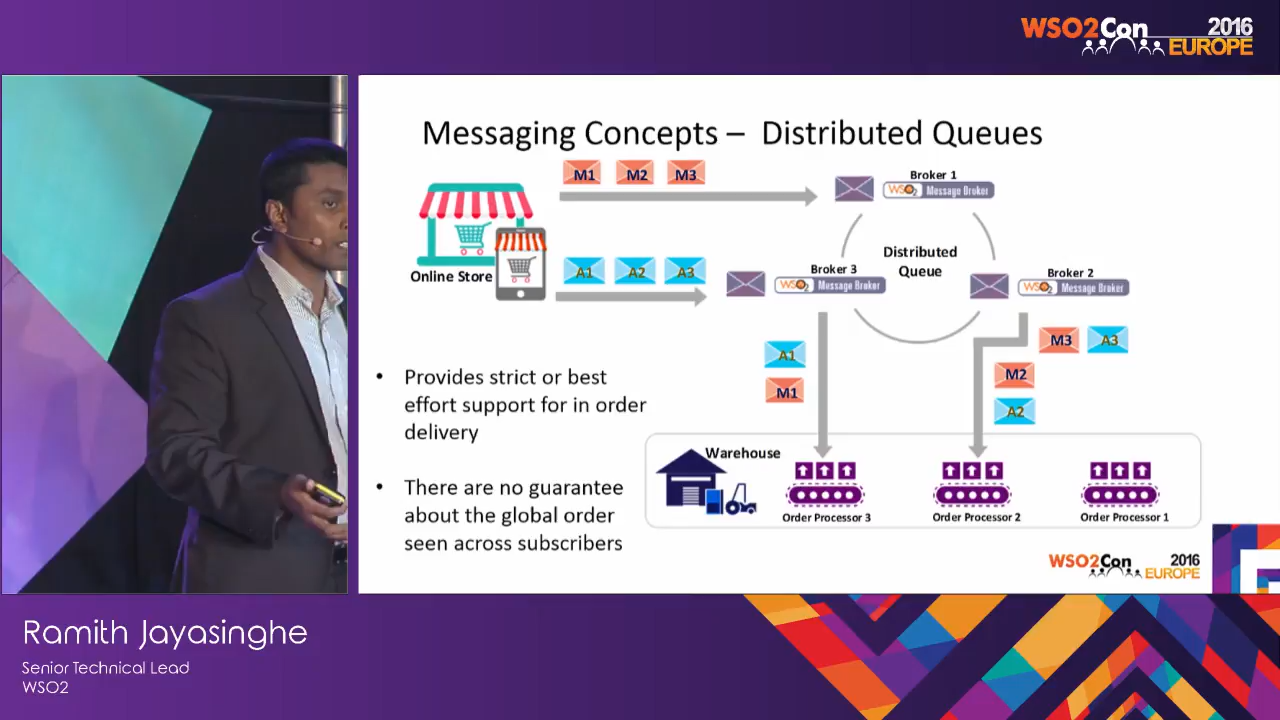 WSO2Con 2016
EUROPE
Messaging Concepts – Distributed Queues
M1 M2 M3
Broker 1
WSO2 Message Broker
Online Store
A1 A2 A3
Distributed
Queue
Broker 3
WSO2 Message Broker
Broker 2
WSO2 Message Broker
A1
M1
M3 A3
M2
A2
• Provides strict or best
effort support for in order
delivery
• There are no guarantee
about the global order
seen across subscribers
Warehouse
Order Processor 3
Order Processor 2
Order Processor 1
WSO2Con 2016
EUROPE
Ramith Jayasinghe
Senior Technical Lead
WSO2